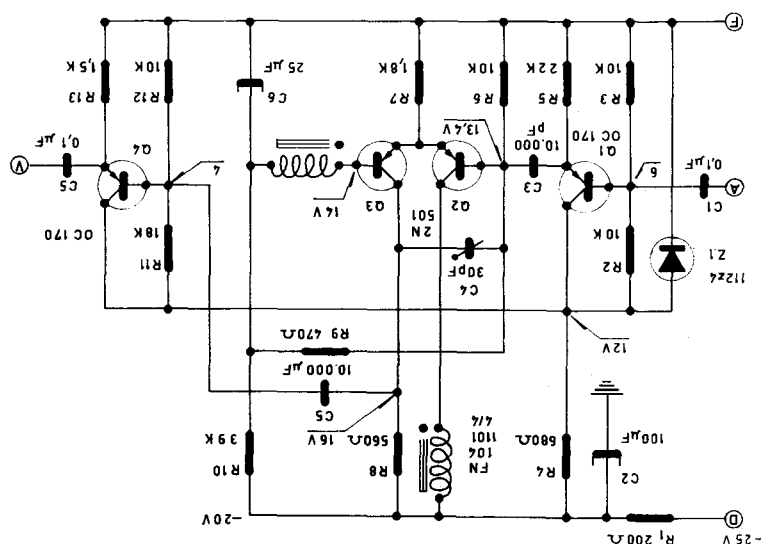 -25V
R1 200Ω
-20V
D
C2
100µF
R4
680Ω
FN
104
1101
4/4
R8
560Ω
R10
39K
12V
16V
C5
10.000µF
R9 470Ω
Z.1
112z4
R2
10K
C4
30pF
R11
18K
2N
501
OC 170
Q2
Q3
C1
0,1µF
A
6
Q1
OC 170
C3
10.000
pF
13,4V
14V
4
Q4
C5
0,1µF
V
R3
10K
R5
22K
R6
10K
R7
1,8K
C6
25µF
R12
10K
R13
1,5K
F